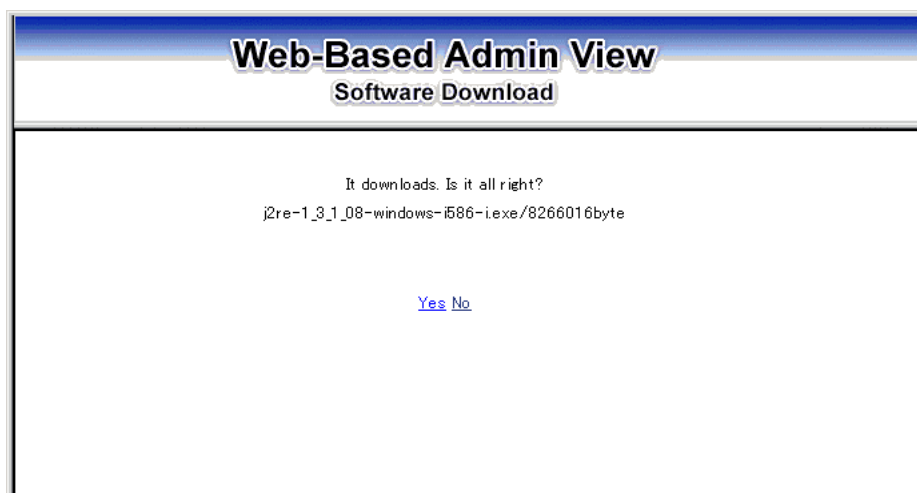 Web-Based Admin View
Software Download
It downloads. Is it all right?
j2re-1_3_1_08-windows-i586-i.exe/8266016byte
Yes No